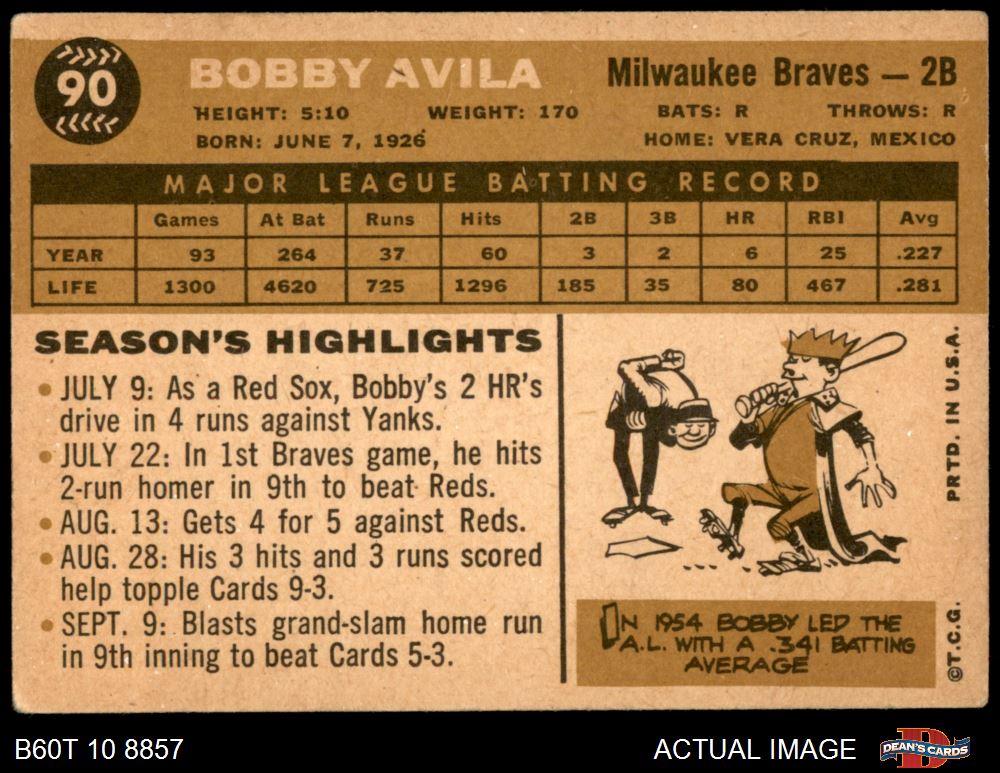 90
BOBBY AVILA
Milwaukee Braves — 2B
HEIGHT: 5:10 WEIGHT: 170 BATS: R THROWS: R
BORN: JUNE 7, 1926 HOME: VERA CRUZ, MEXICO
MAJOR LEAGUE BATTING RECORD
Games At Bat Runs Hits 2B 3B HR RBI Avg
YEAR 93 264 37 60 3 2 6 25 .227
LIFE 1300 4620 725 1296 185 35 80 467 .281
SEASON'S HIGHLIGHTS
• JULY 9: As a Red Sox, Bobby's 2 HR's
drive in 4 runs against Yanks.
• JULY 22: In 1st Braves game, he hits
2-run homer in 9th to beat Reds.
• AUG. 13: Gets 4 for 5 against Reds.
• AUG. 28: His 3 hits and 3 runs scored
help topple Cards 9-3.
• SEPT. 9: Blasts grand-slam home run
in 9th inning to beat Cards 5-3.
IN 1954 BOBBY LED THE
A.L. WITH A .341 BATTING
AVERAGE
PRTD. IN U.S.A.
©T.C.G.
B60T 10 8857
ACTUAL IMAGE
DEAN'S CARDS